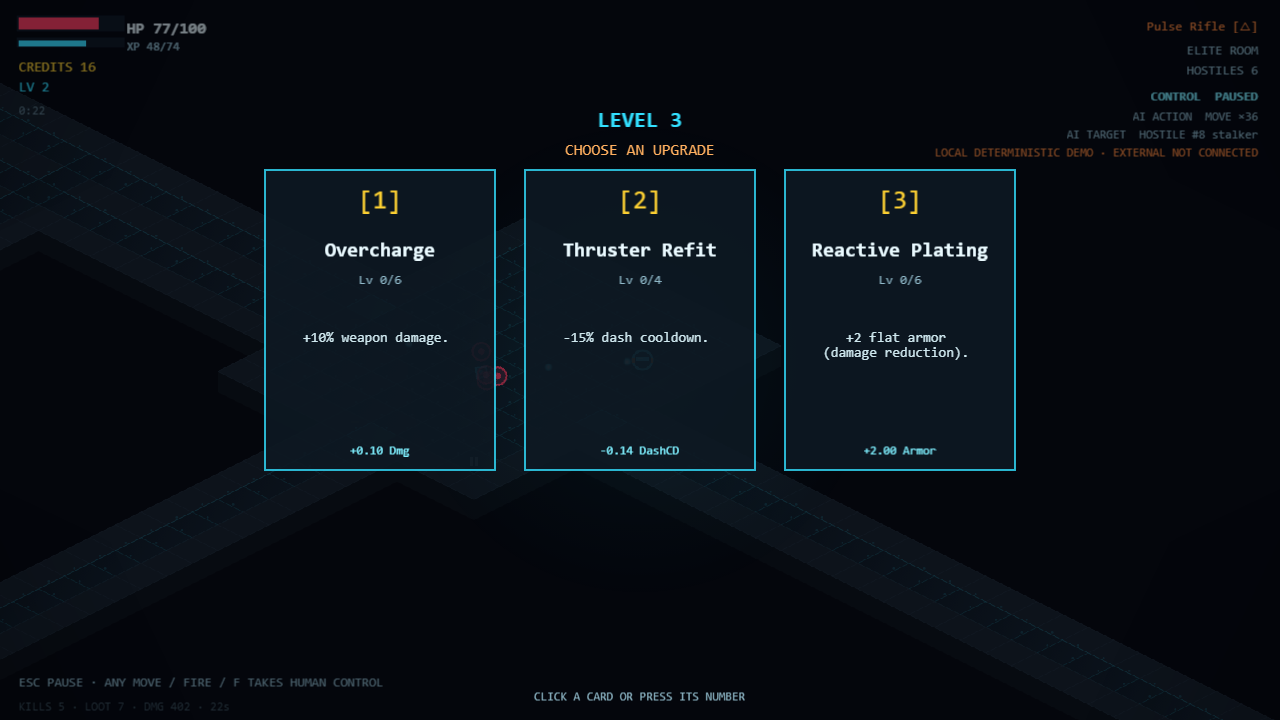 HP 77/100
XP 48/74
CREDITS 16
LV 2
0:22
Pulse Rifle [△]
ELITE ROOM
HOSTILES 6
CONTROL PAUSED
AI ACTION MOVE ×36
AI TARGET HOSTILE #8 stalker
LOCAL DETERMINISTIC DEMO · EXTERNAL NOT CONNECTED
LEVEL 3
CHOOSE AN UPGRADE
[1]
Overcharge
Lv 0/6
+10% weapon damage.
+0.10 Dmg
[2]
Thruster Refit
Lv 0/4
-15% dash cooldown.
-0.14 DashCD
[3]
Reactive Plating
Lv 0/6
+2 flat armor
(damage reduction).
+2.00 Armor
ESC PAUSE · ANY MOVE / FIRE / F TAKES HUMAN CONTROL
KILLS 5 · LOOT 7 · DMG 402 · 22s
CLICK A CARD OR PRESS ITS NUMBER